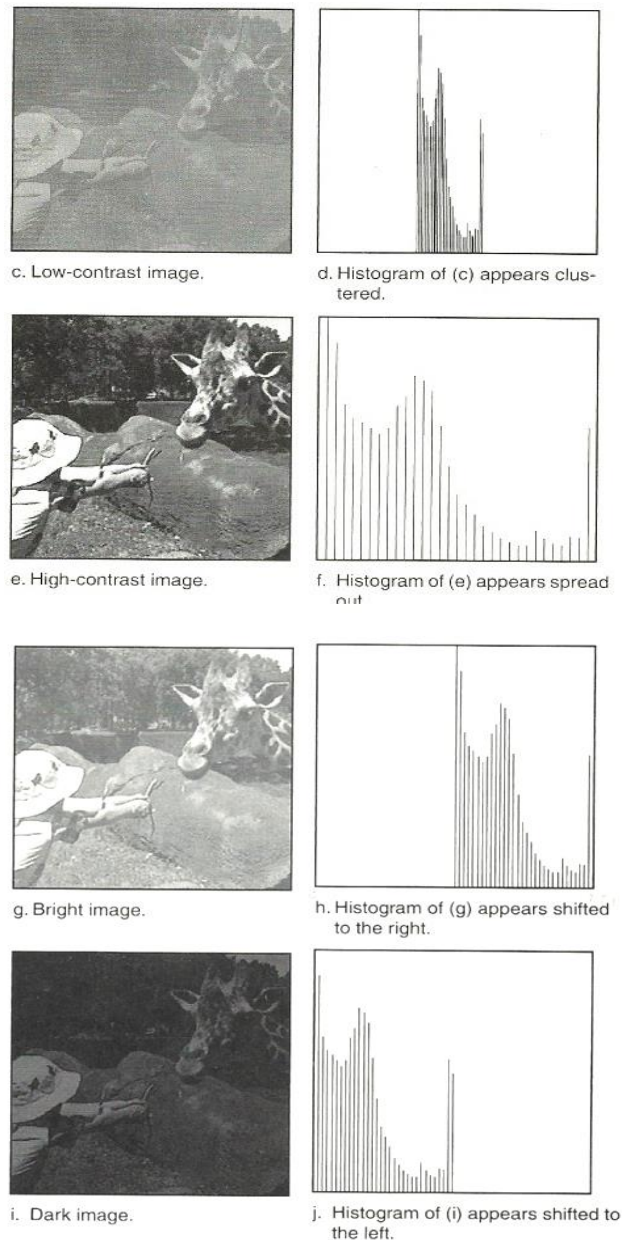 c. Low-contrast image.
d. Histogram of (c) appears clus-
tered.
e. High-contrast image.
f. Histogram of (e) appears spread
out
g. Bright image.
h. Histogram of (g) appears shifted
to the right.
i. Dark image.
j. Histogram of (i) appears shifted to
the left.